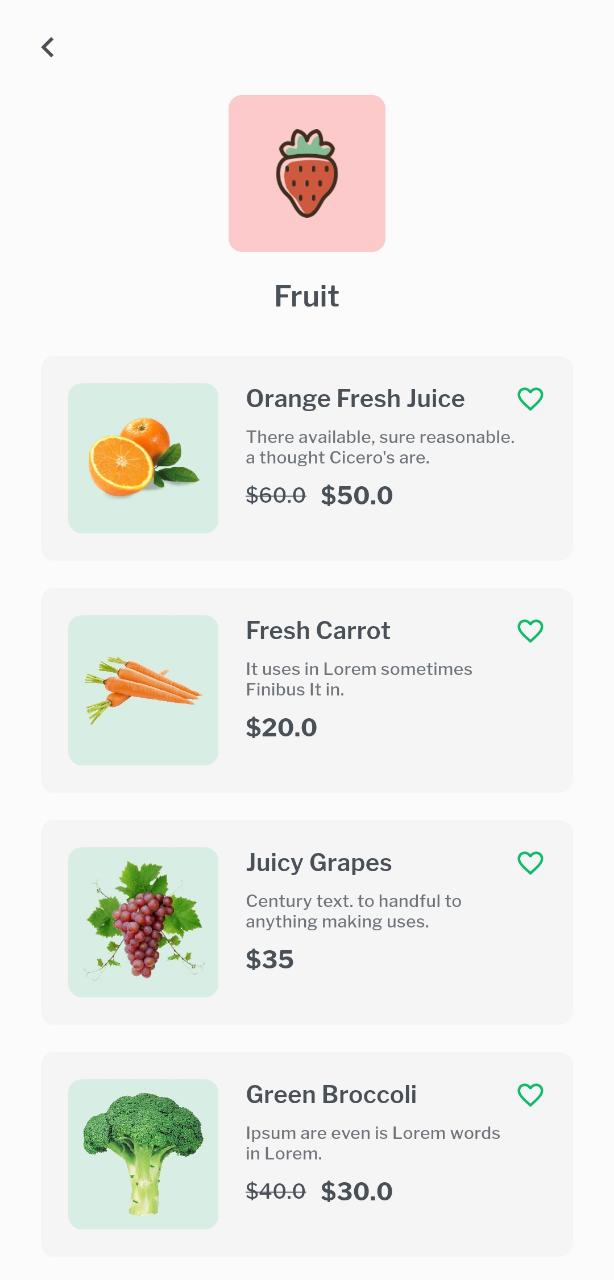 Fruit
Orange Fresh Juice
There available, sure reasonable.
a thought Cicero's are.
$60.0 $50.0
Fresh Carrot
It uses in Lorem sometimes
Finibus It in.
$20.0
Juicy Grapes
Century text. to handful to
anything making uses.
$35
Green Broccoli
Ipsum are even is Lorem words
in Lorem.
$40.0 $30.0